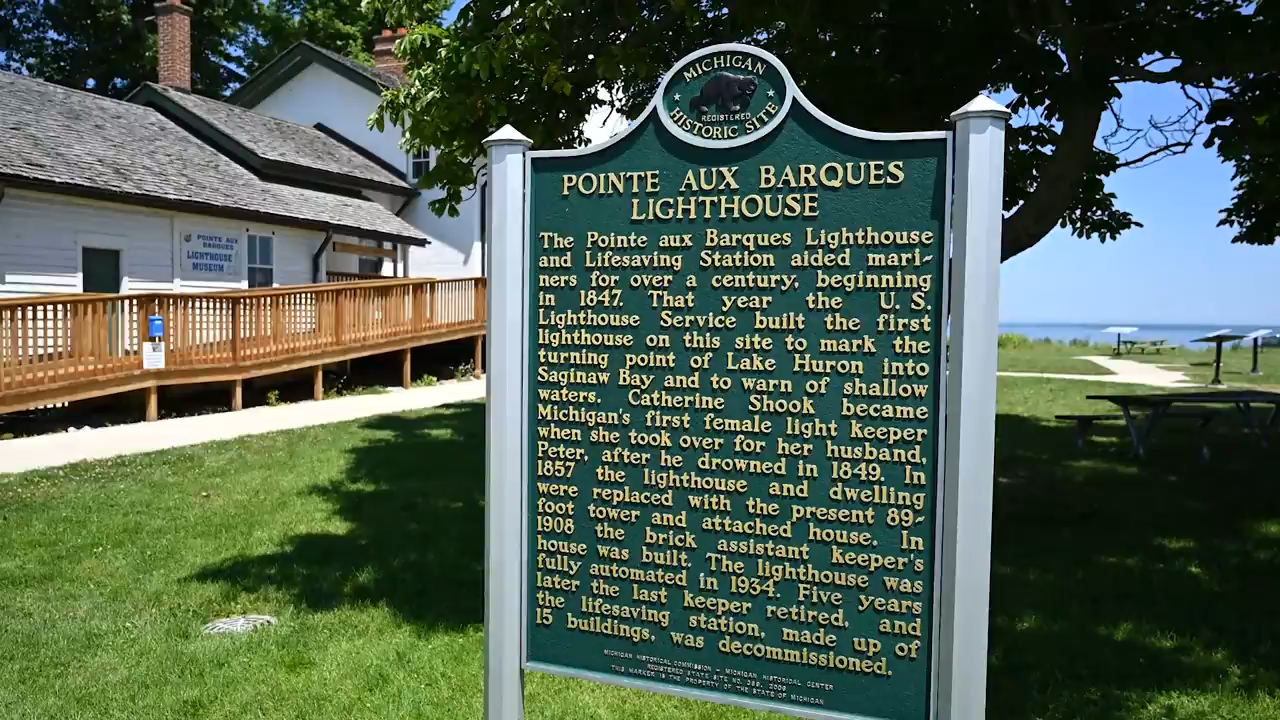 MICHIGAN
REGISTERED
HISTORIC SITE
POINTE AUX BARQUES
LIGHTHOUSE
The Pointe aux Barques Lighthouse
and Lifesaving Station aided mari-
ners for over a century, beginning
in 1847. That year the U. S.
Lighthouse Service built the first
lighthouse on this site to mark the
turning point of Lake Huron into
Saginaw Bay and to warn of shallow
waters. Catherine Shook became
Michigan's first female light keeper
when she took over for her husband,
Peter, after he drowned in 1849. In
1857 the lighthouse and dwelling
were replaced with the present 89-
foot tower and attached house. In
1908 the brick assistant keeper's
house was built. The lighthouse was
fully automated in 1934. Five years
later the last keeper retired, and
the lifesaving station, made up of
15 buildings, was decommissioned.
MICHIGAN HISTORICAL COMMISSION – MICHIGAN HISTORICAL CENTER
REGISTERED STATE SITE NO.
THIS MARKER IS THE PROPERTY OF THE STATE OF MICHIGAN
POINTE AUX
BARQUES
LIGHTHOUSE
MUSEUM